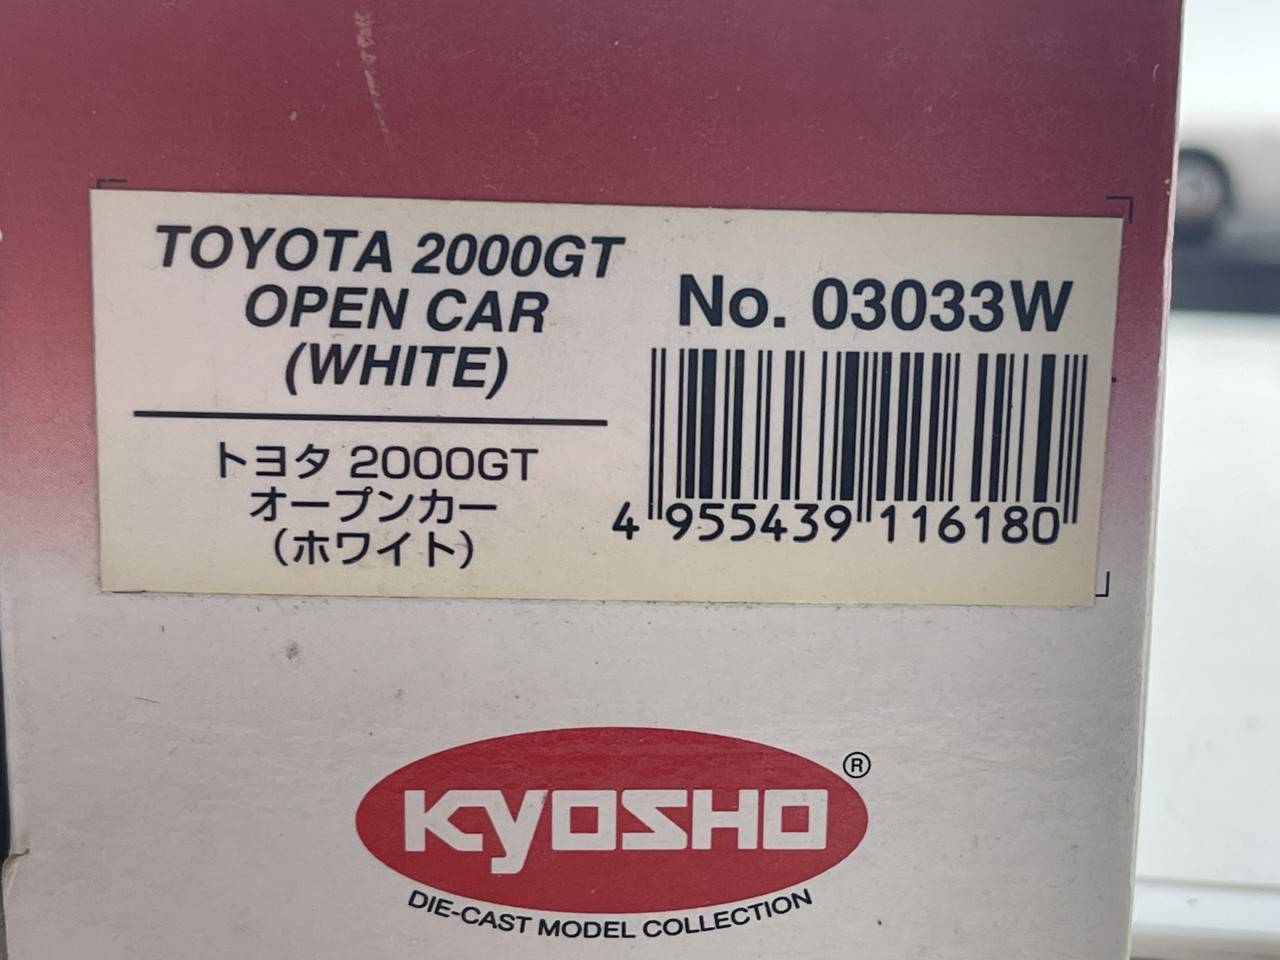 TOYOTA 2000GT
OPEN CAR
(WHITE)
トヨタ 2000GT
オープンカー
（ホワイト）
No. 03033W
4 955439 116180
KYOSHO ®
DIE-CAST MODEL COLLECTION